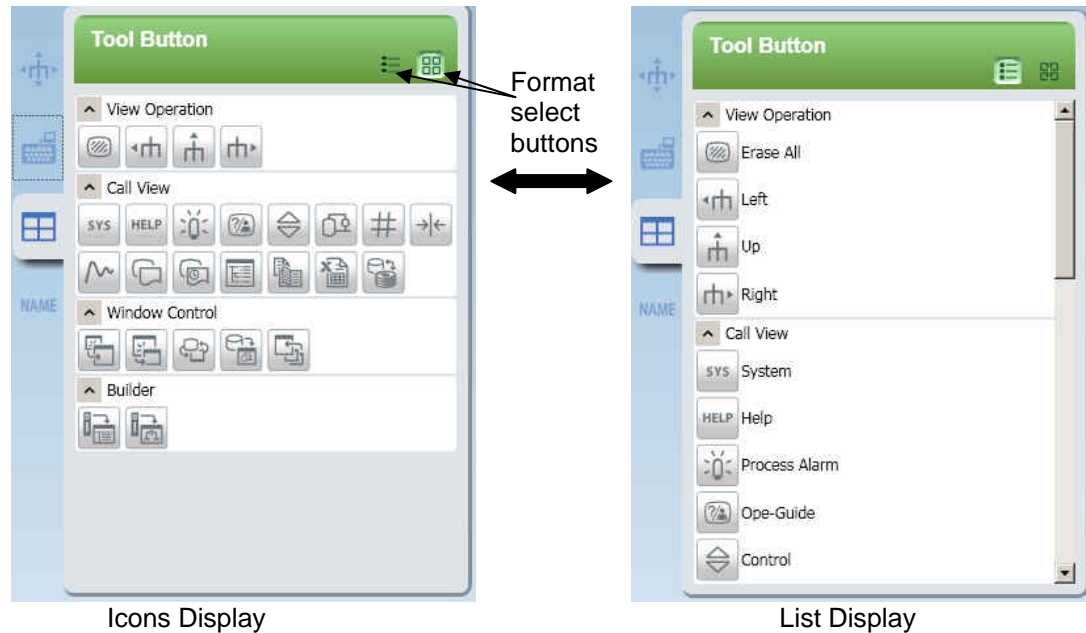 Tool Button
View Operation
Call View
SYS HELP
Window Control
Builder
NAME
Icons Display
Format
select
buttons
Tool Button
View Operation
Erase All
Left
Up
Right
Call View
SYS System
HELP Help
Process Alarm
?/ Ope-Guide
Control
NAME
List Display